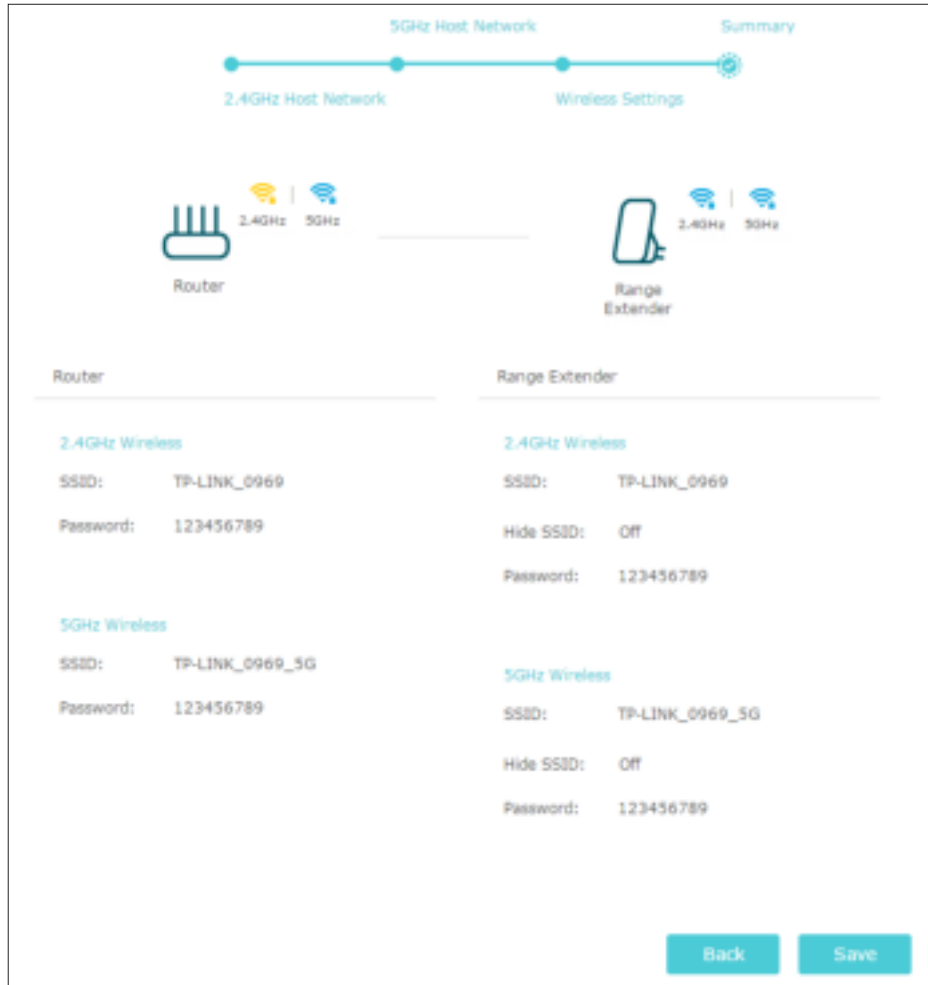 5GHz Host Network Summary
2.4GHz Host Network Wireless Settings
2.4GHz 5GHz
Router
2.4GHz 5GHz
Range
Extender
Router
2.4GHz Wireless
SSID: TP-LINK_0969
Password: 123456789
5GHz Wireless
SSID: TP-LINK_0969_5G
Password: 123456789
Range Extender
2.4GHz Wireless
SSID: TP-LINK_0969
Hide SSID: Off
Password: 123456789
5GHz Wireless
SSID: TP-LINK_0969_5G
Hide SSID: Off
Password: 123456789
Back Save